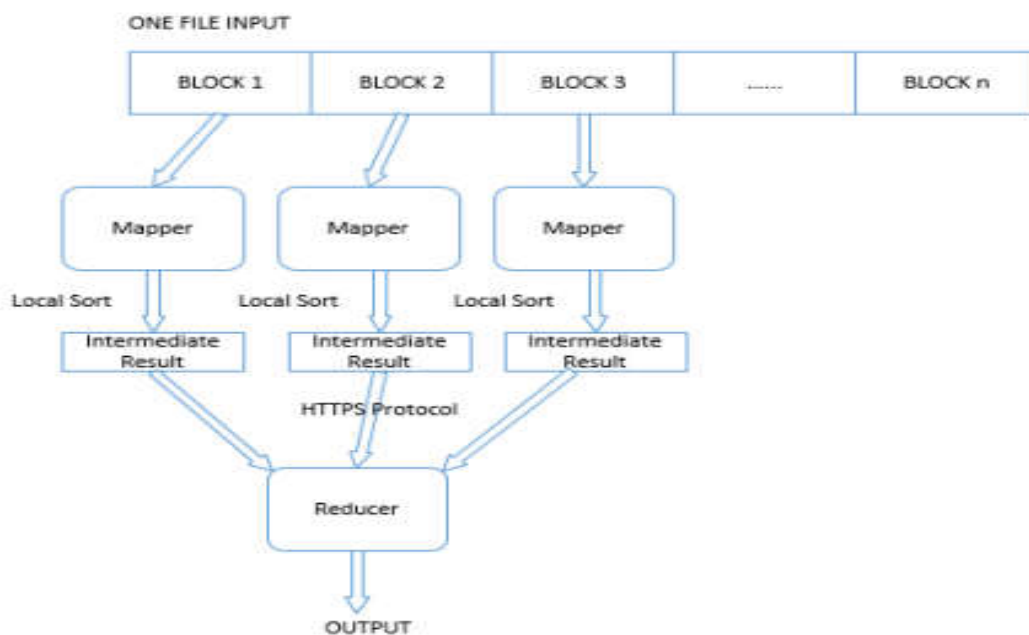 ONE FILE INPUT
BLOCK 1 BLOCK 2 BLOCK 3 ...... BLOCK n
Mapper Mapper Mapper
Local Sort Local Sort Local Sort
Intermediate Result
Intermediate Result
Intermediate Result
HTTPS Protocol
Reducer
OUTPUT